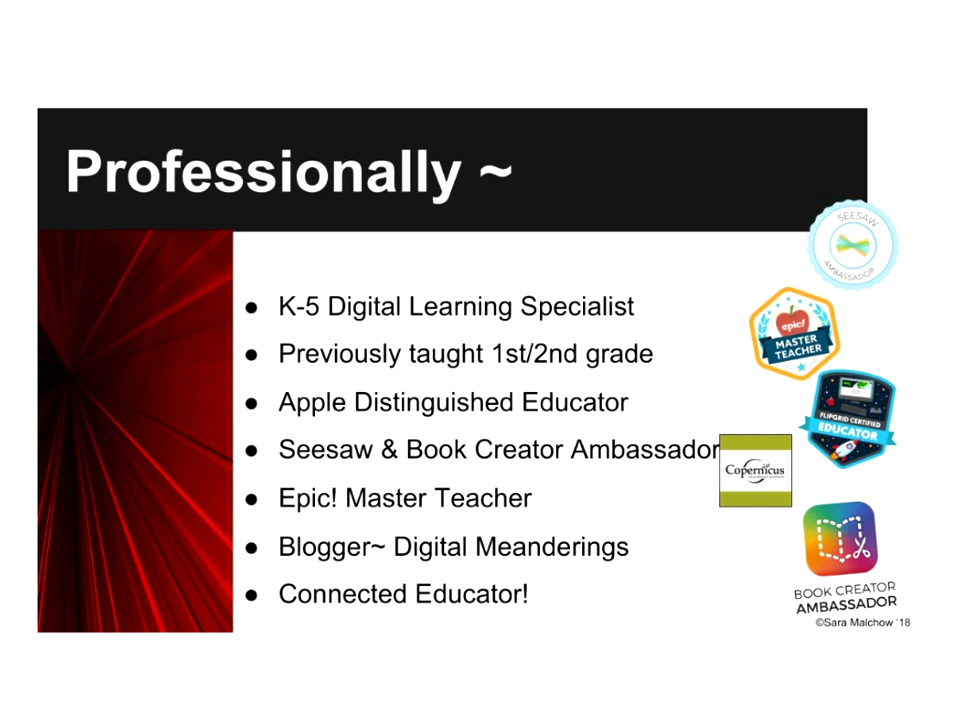 Professionally ~
SEESAW
AMBASSADOR
● K-5 Digital Learning Specialist
● Previously taught 1st/2nd grade
● Apple Distinguished Educator
● Seesaw & Book Creator Ambassador
● Epic! Master Teacher
● Blogger~ Digital Meanderings
● Connected Educator!
epic!
MASTER
TEACHER
FLIPGRID CERTIFIED
EDUCATOR
Copernicus
BOOK CREATOR
AMBASSADOR
©Sara Malchow '18